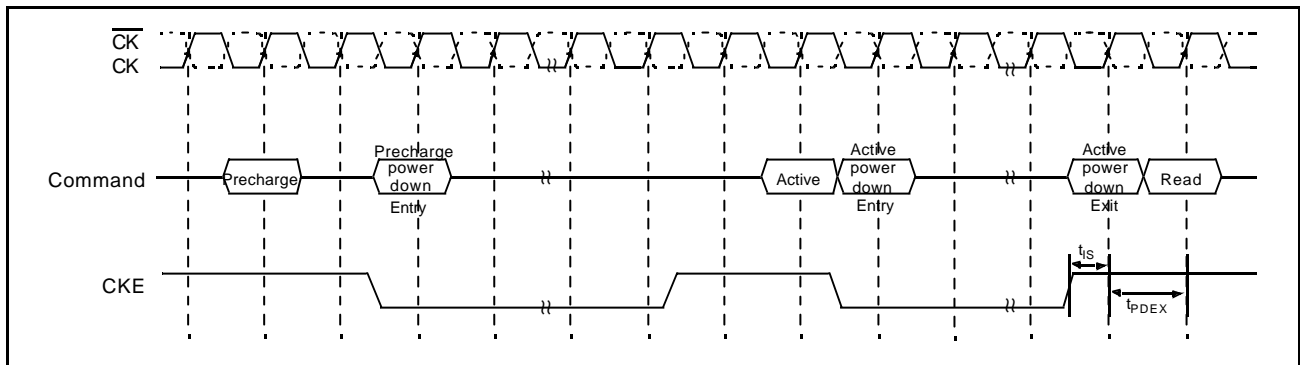 CK
CK
Command
Precharge
Precharge
power
down
Entry
Active
Active
power
down
Entry
Active
power
down
Exit
Read
CKE
tIS
tPDEX